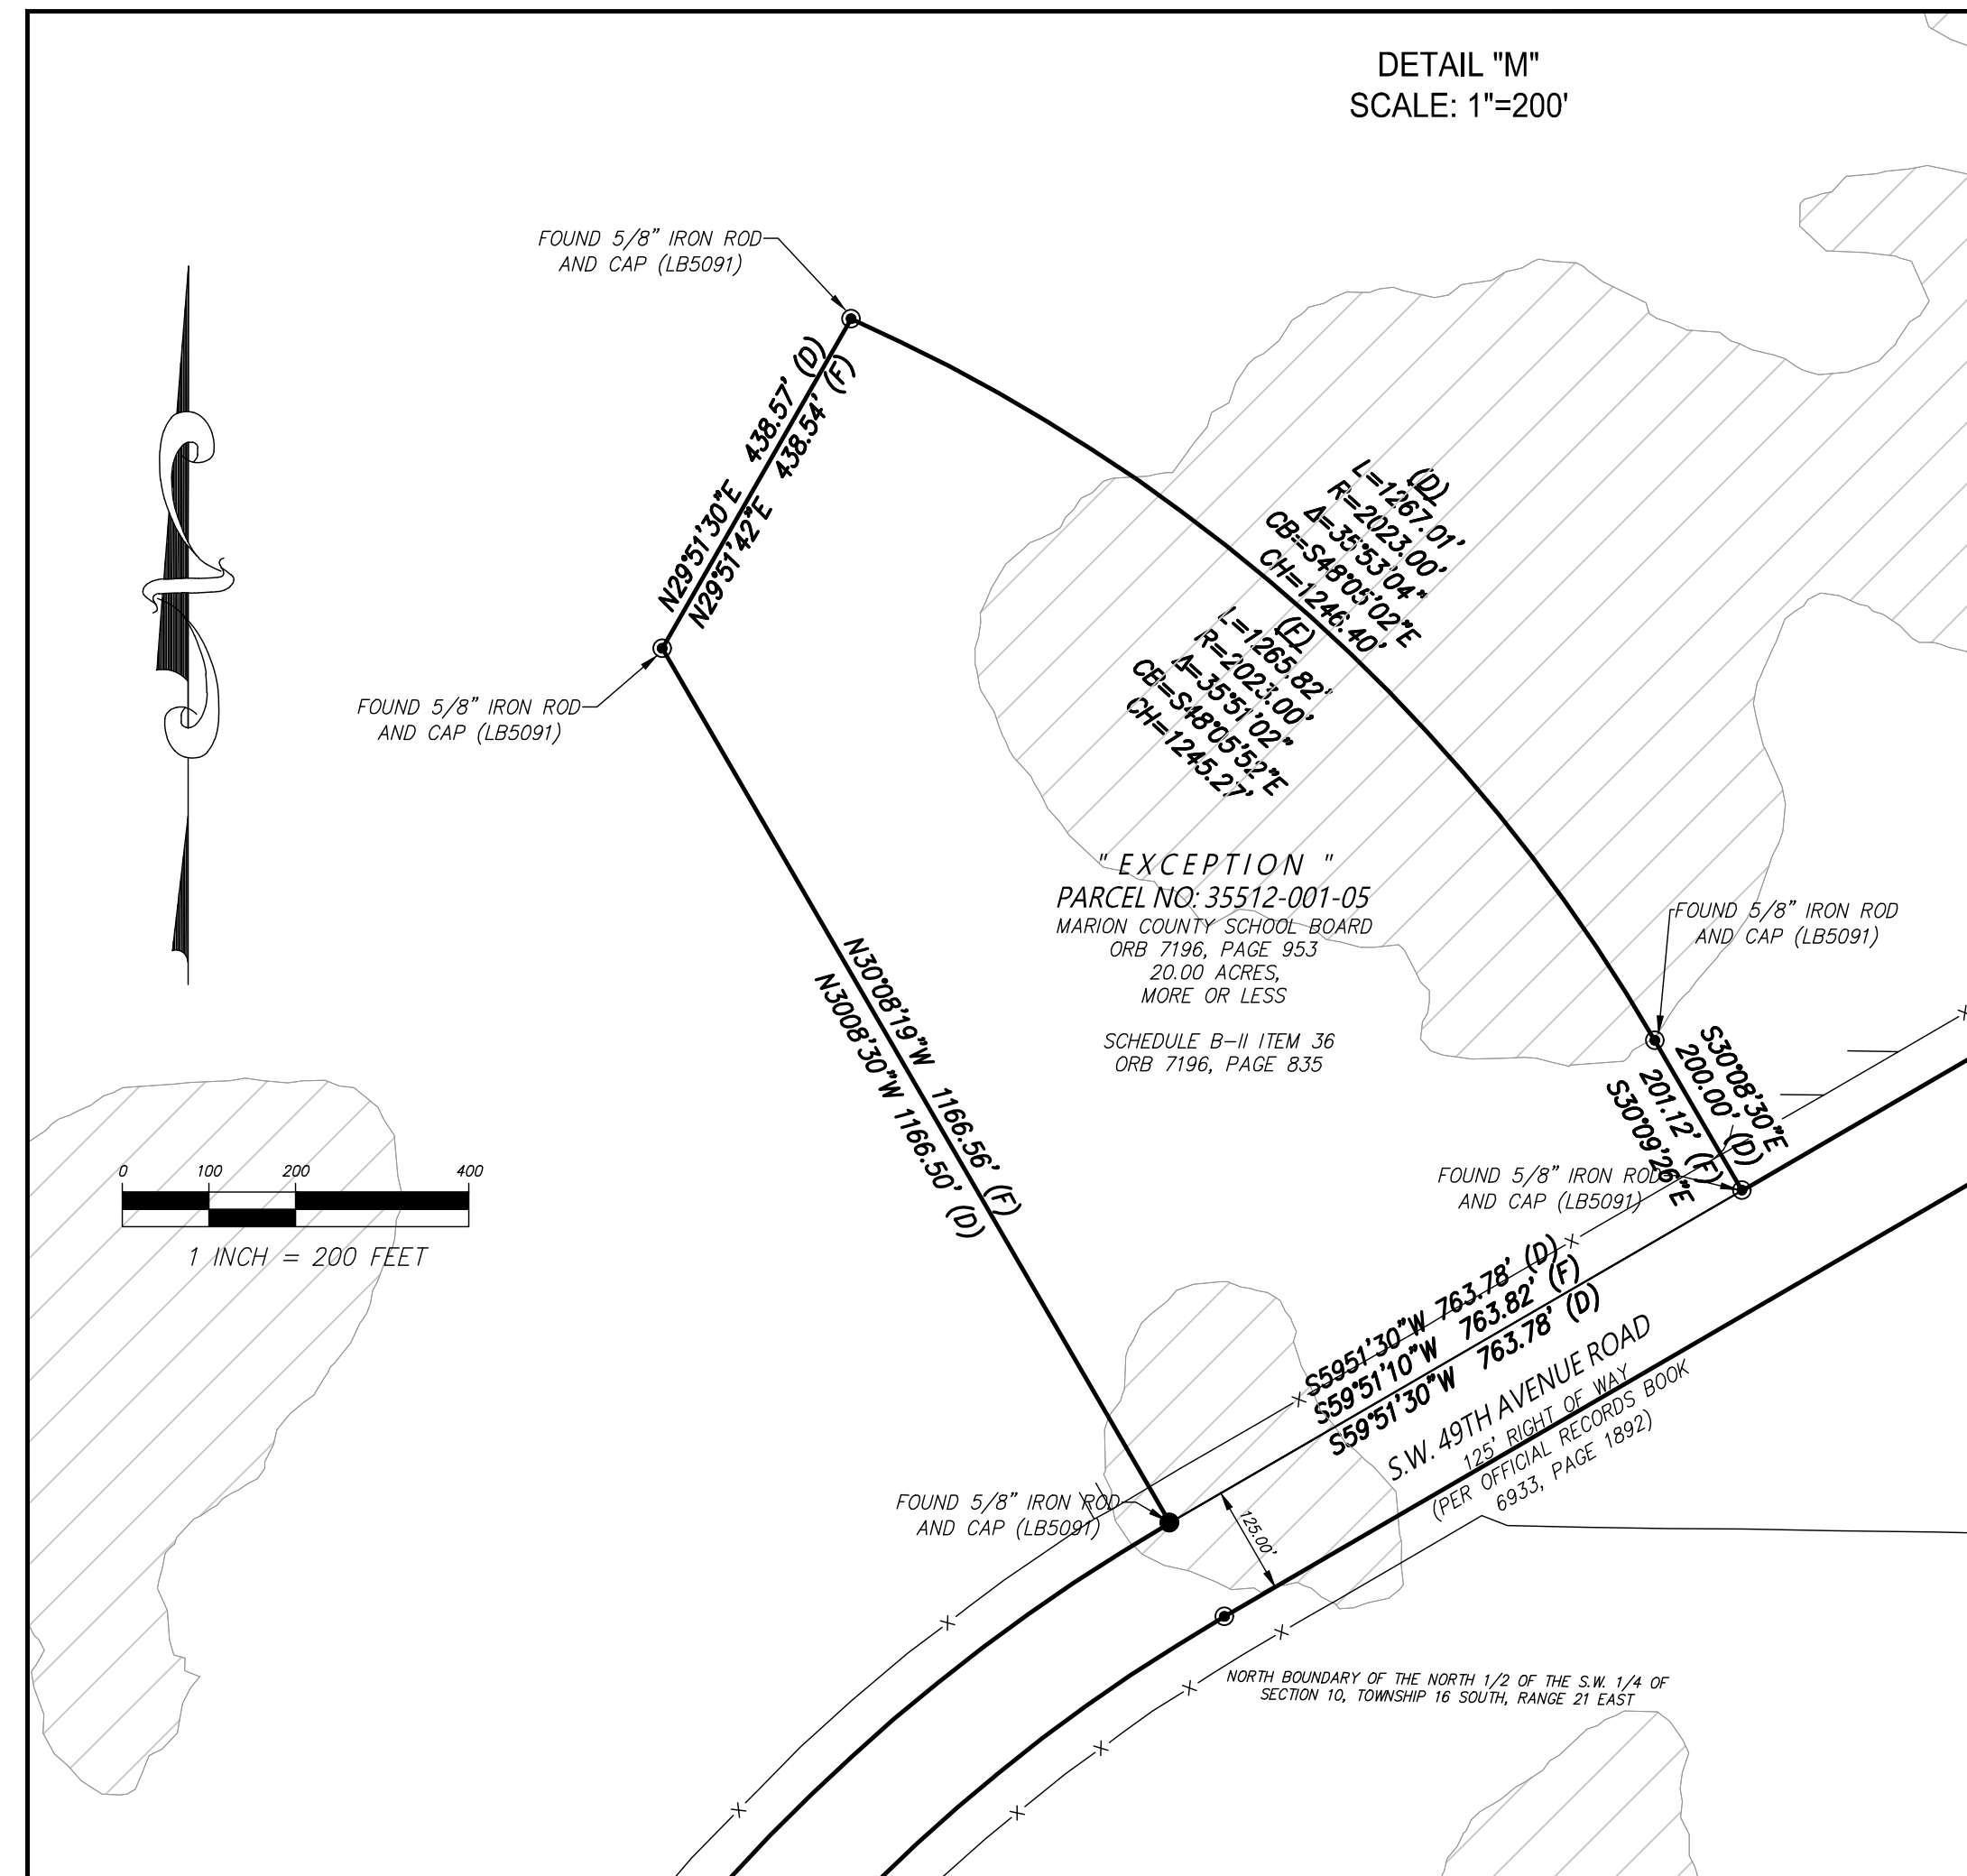 DETAIL "M"
SCALE: 1"=200'
FOUND 5/8" IRON ROD
AND CAP (LB5091)
N29°51'30"E 438.57' (D)
N29°51'42"E 438.54' (F)
(D)
L=1267.01'
R=2023.00'
Δ=35°53'04"
CB=S48°05'02"E
CH=1246.40'
(F)
L=1265.82'
R=2023.00'
Δ=35°51'02"
CB=S48°05'52"E
CH=1245.27'
FOUND 5/8" IRON ROD
AND CAP (LB5091)
" EXCEPTION "
PARCEL NO: 35512-001-05
MARION COUNTY SCHOOL BOARD
ORB 7196, PAGE 953
20.00 ACRES,
MORE OR LESS
SCHEDULE B-II ITEM 36
ORB 7196, PAGE 835
FOUND 5/8" IRON ROD
AND CAP (LB5091)
N30°08'19"W 1166.56' (F)
N3008'30"W 1166.50' (D)
S30°08'30"E
200.00' (D)
201.12' (F)
S30°09'26"E
FOUND 5/8" IRON ROD
AND CAP (LB5091)
0 100 200 400
1 INCH = 200 FEET
S5951'30"W 763.78' (D)
S59°51'10"W 763.82' (F)
S59°51'30"W 763.78' (D)
S.W. 49TH AVENUE ROAD
125' RIGHT OF WAY
(PER OFFICIAL RECORDS BOOK
6933, PAGE 1892)
FOUND 5/8" IRON ROD
AND CAP (LB5091)
125.00'
NORTH BOUNDARY OF THE NORTH 1/2 OF THE S.W. 1/4 OF
SECTION 10, TOWNSHIP 16 SOUTH, RANGE 21 EAST